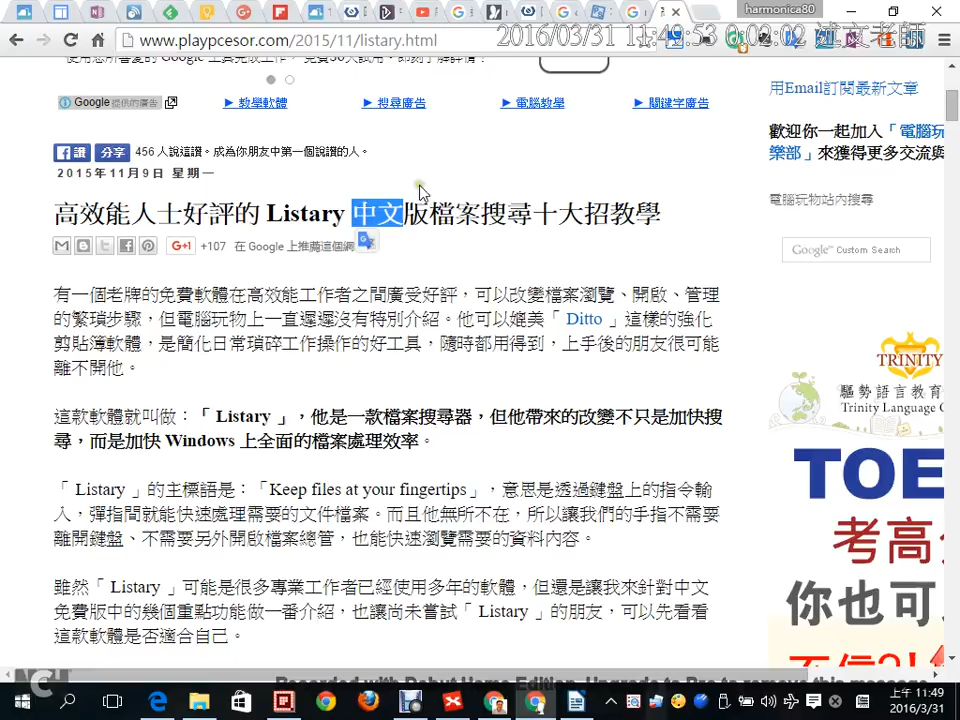 harmonica80
www.playpcesor.com/2015/11/listary.html
2016/03/31 11:49:53 0:02:02
老師
Google 提供的廣告
► 教學軟體
► 搜尋廣告
► 電腦教學
► 關鍵字廣告
用Email訂閱最新文章
讚
分享
456 人說這讚。成為你朋友中第一個說讚的人。
歡迎你一起加入「電腦玩
樂部」來獲得更多交流與
2015年11月9日 星期一
電腦玩物站內搜尋
高效能人士好評的 Listary 中文版檔案搜尋十大招教學
G+1 +107 在 Google 上推薦這個網
Google Custom Search
有一個老牌的免費軟體在高效能工作者之間廣受好評，可以改變檔案瀏覽、開啟、管理
的繁瑣步驟，但電腦玩物上一直遲遲沒有特別介紹。他可以媲美「 Ditto 」這樣的強化
剪貼簿軟體，是簡化日常瑣碎工作操作的好工具，隨時都用得到，上手後的朋友很可能
離不開他。
TRINITY
驅勢語言教育
Trinity Language C
這款軟體就叫做：「 Listary 」，他是一款檔案搜尋器，但他帶來的改變不只是加快搜
尋，而是加快 Windows 上全面的檔案處理效率。
TOE
「 Listary 」的主標語是：「Keep files at your fingertips」，意思是透過鍵盤上的指令輸
入，彈指間就能快速處理需要的文件檔案。而且他無所不在，所以讓我們的手指不需要
離開鍵盤、不需要另外開啟檔案總管，也能快速瀏覽需要的資料內容。
考高
你也可
雖然「 Listary 」可能是很多專業工作者已經使用多年的軟體，但還是讓我來針對中文
免費版中的幾個重點功能做一番介紹，也讓尚未嘗試「 Listary 」的朋友，可以先看看
這款軟體是否適合自己。
上午 11:49
2016/3/31